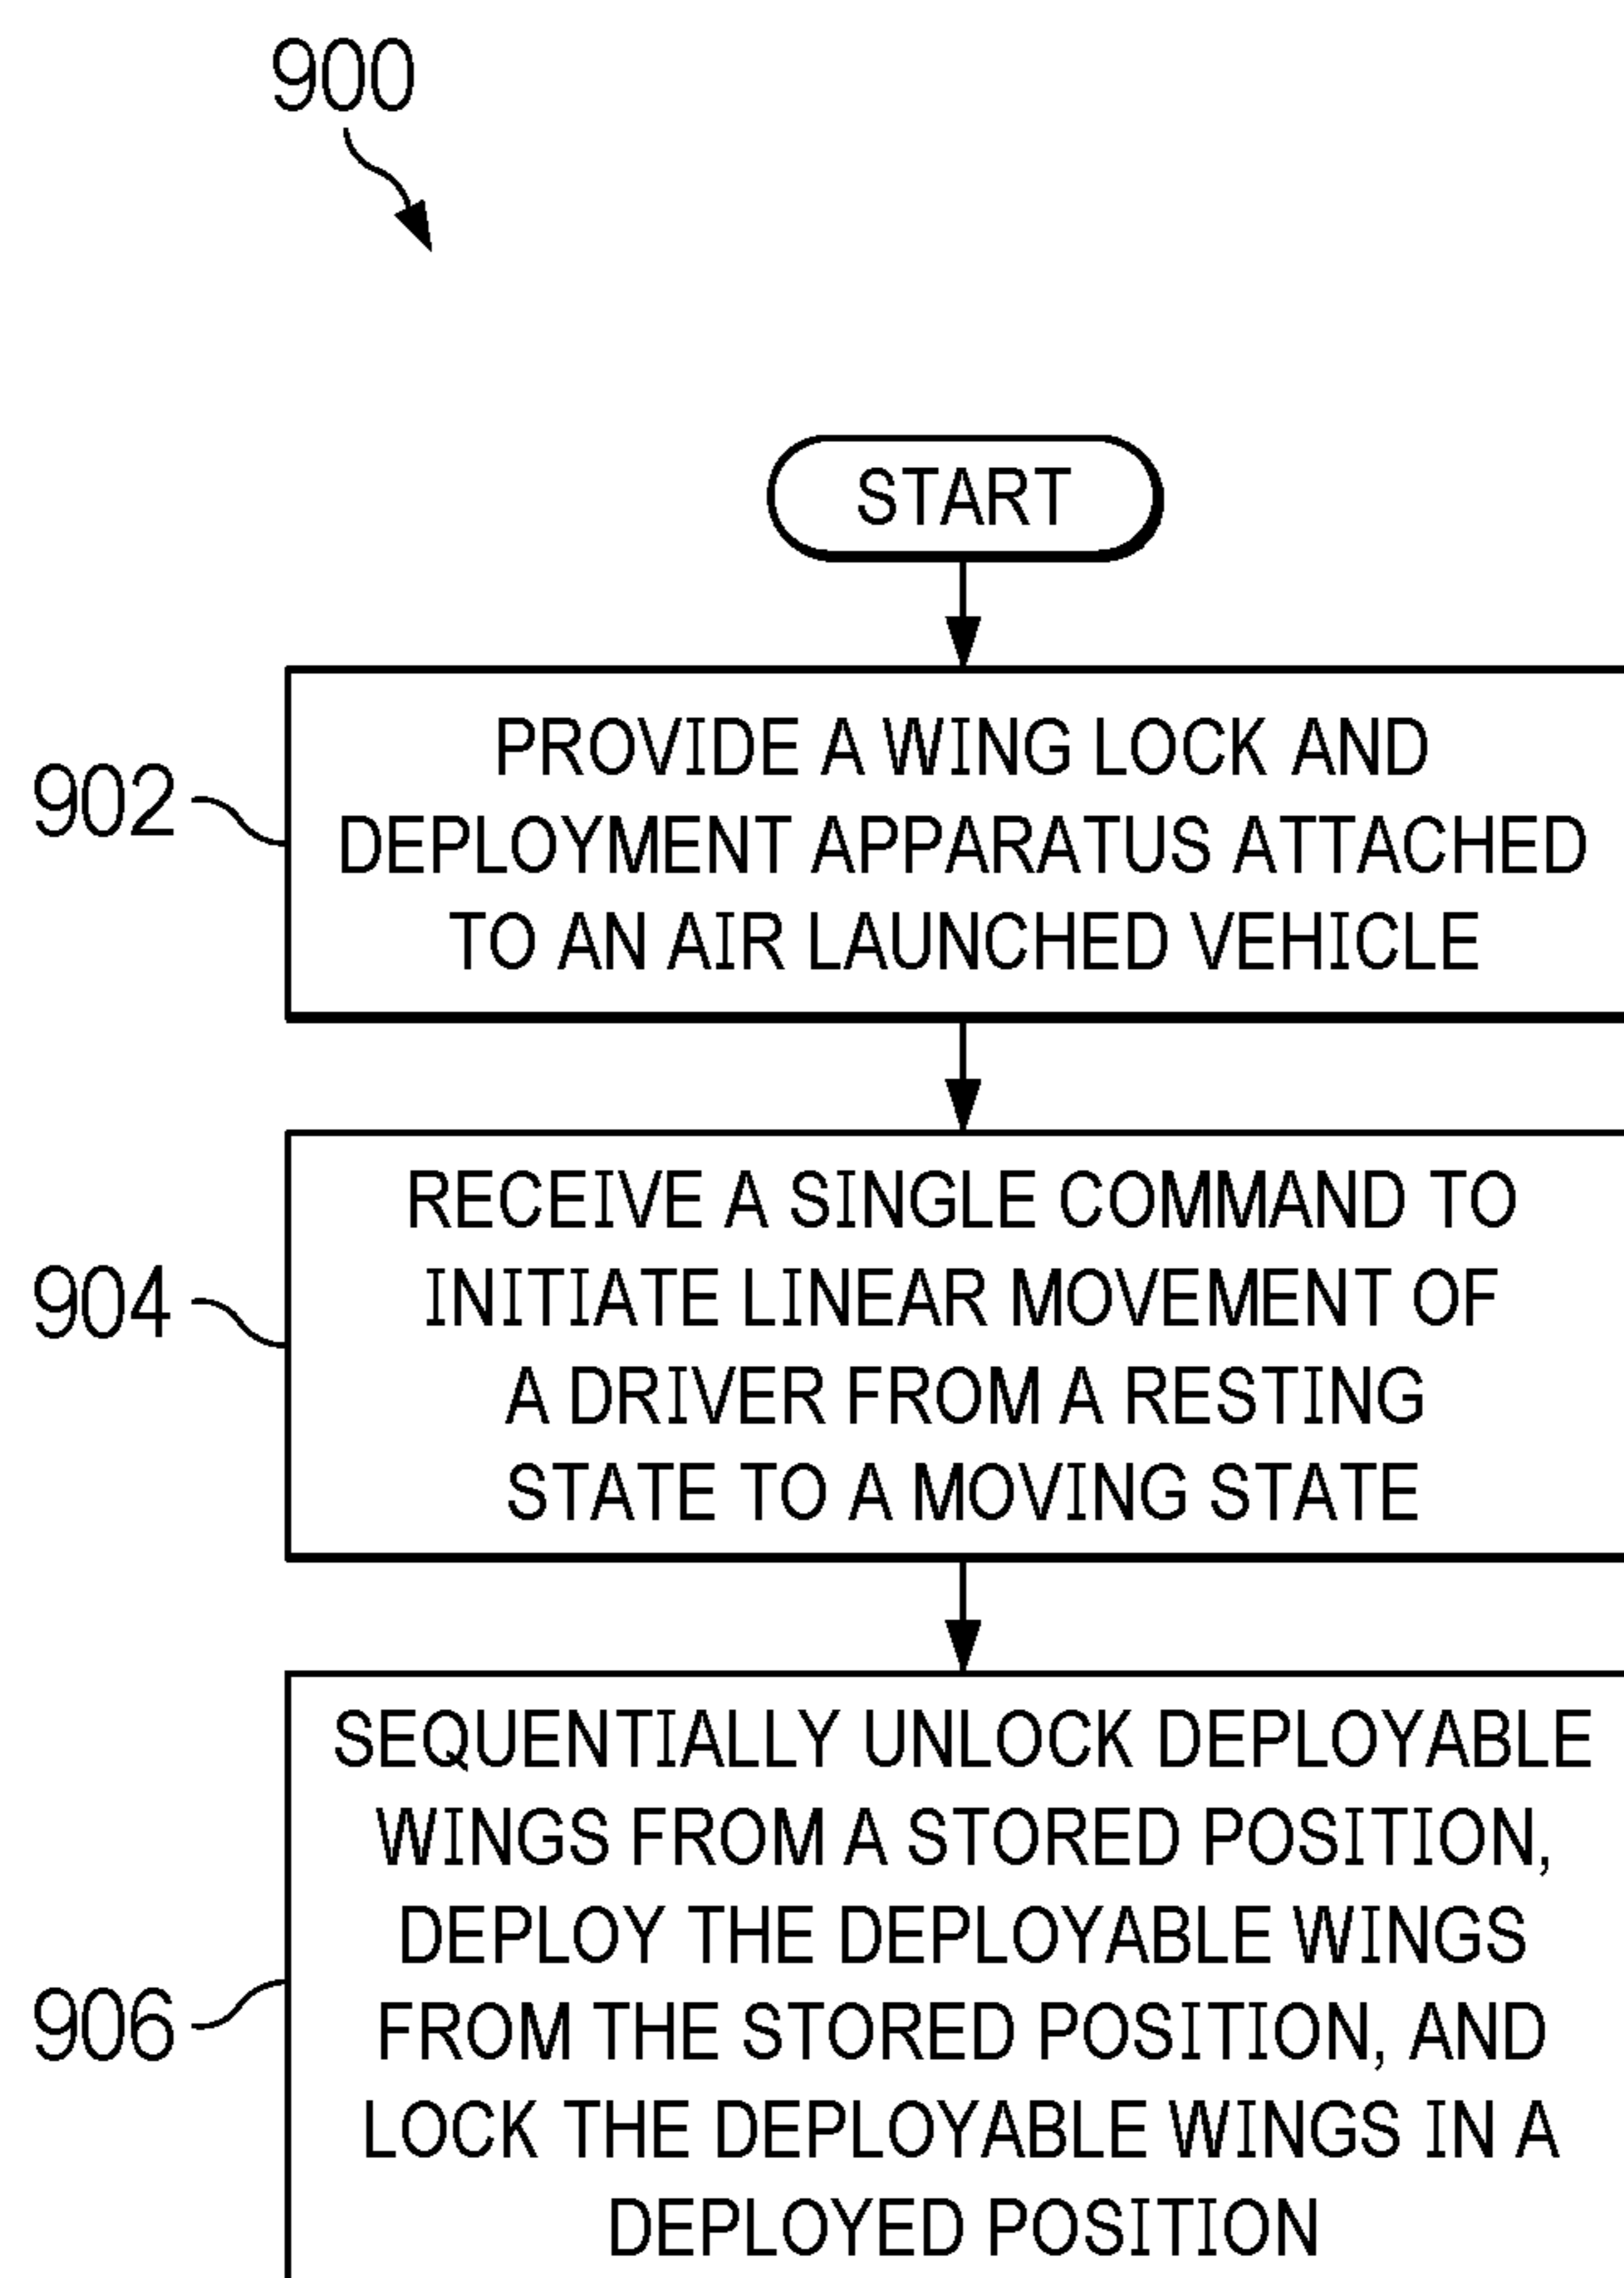 900
START
902
PROVIDE A WING LOCK AND
DEPLOYMENT APPARATUS ATTACHED
TO AN AIR LAUNCHED VEHICLE
904
RECEIVE A SINGLE COMMAND TO
INITIATE LINEAR MOVEMENT OF
A DRIVER FROM A RESTING
STATE TO A MOVING STATE
906
SEQUENTIALLY UNLOCK DEPLOYABLE
WINGS FROM A STORED POSITION,
DEPLOY THE DEPLOYABLE WINGS
FROM THE STORED POSITION, AND
LOCK THE DEPLOYABLE WINGS IN A
DEPLOYED POSITION